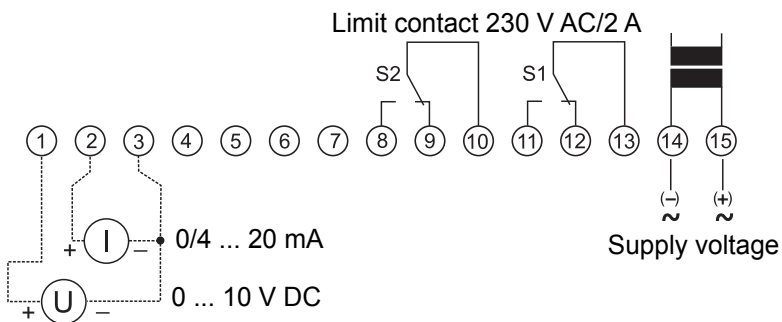 Limit contact 230 V AC/2 A
S2 S1
1 2 3 4 5 6 7 8 9 10 11 12 13 14 15
(−) (+)
~ ~
Supply voltage
+ I − 0/4 ... 20 mA
+ U − 0 ... 10 V DC